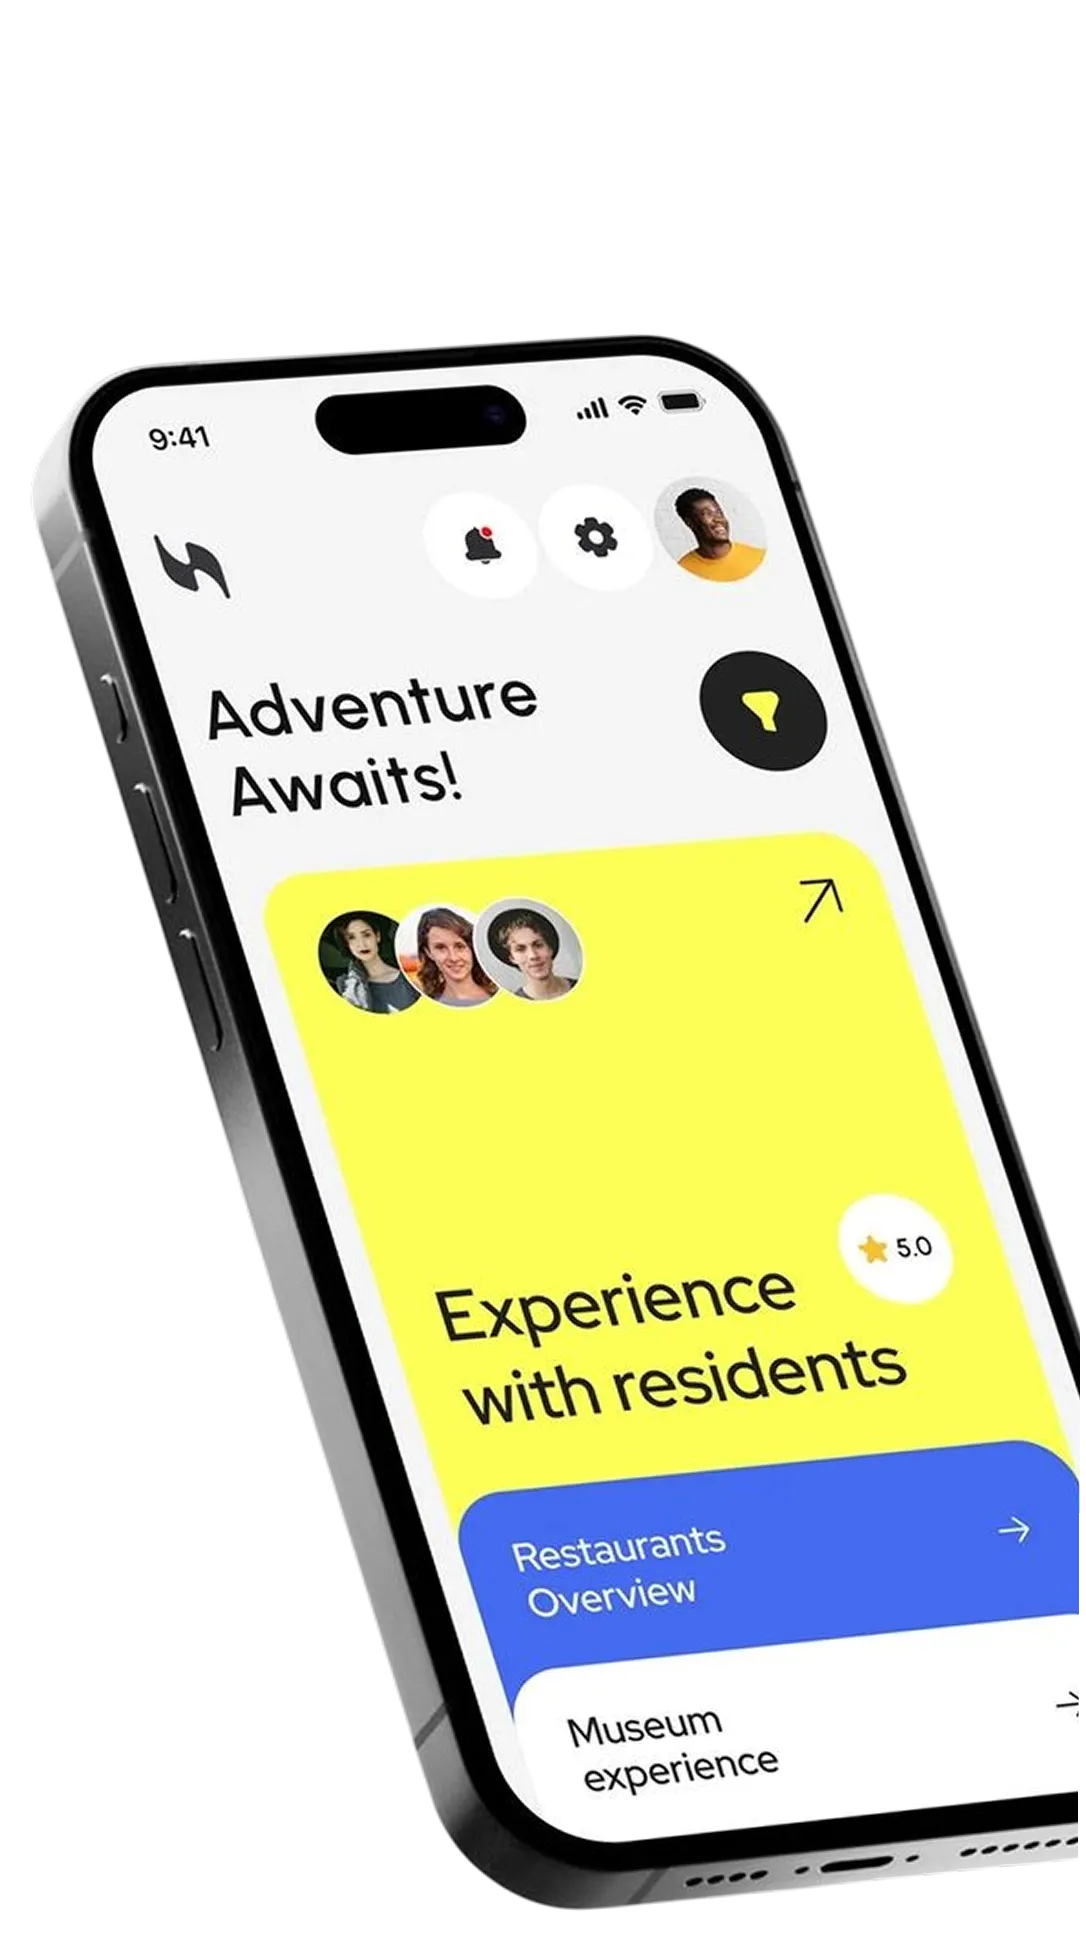 9:41
Adventure
Awaits!
5.0
Experience
with residents
Restaurants
Overview
Museum
experience